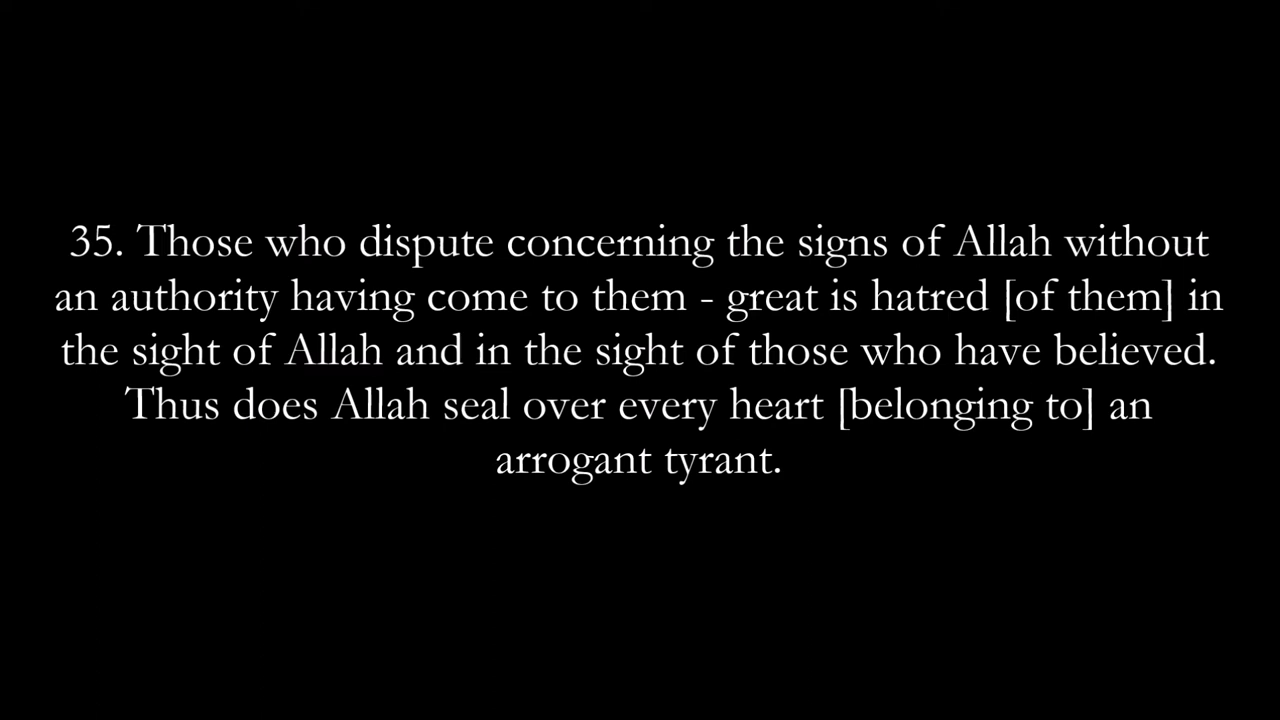 35. Those who dispute concerning the signs of Allah without
an authority having come to them - great is hatred [of them] in
the sight of Allah and in the sight of those who have believed.
Thus does Allah seal over every heart [belonging to] an
arrogant tyrant.